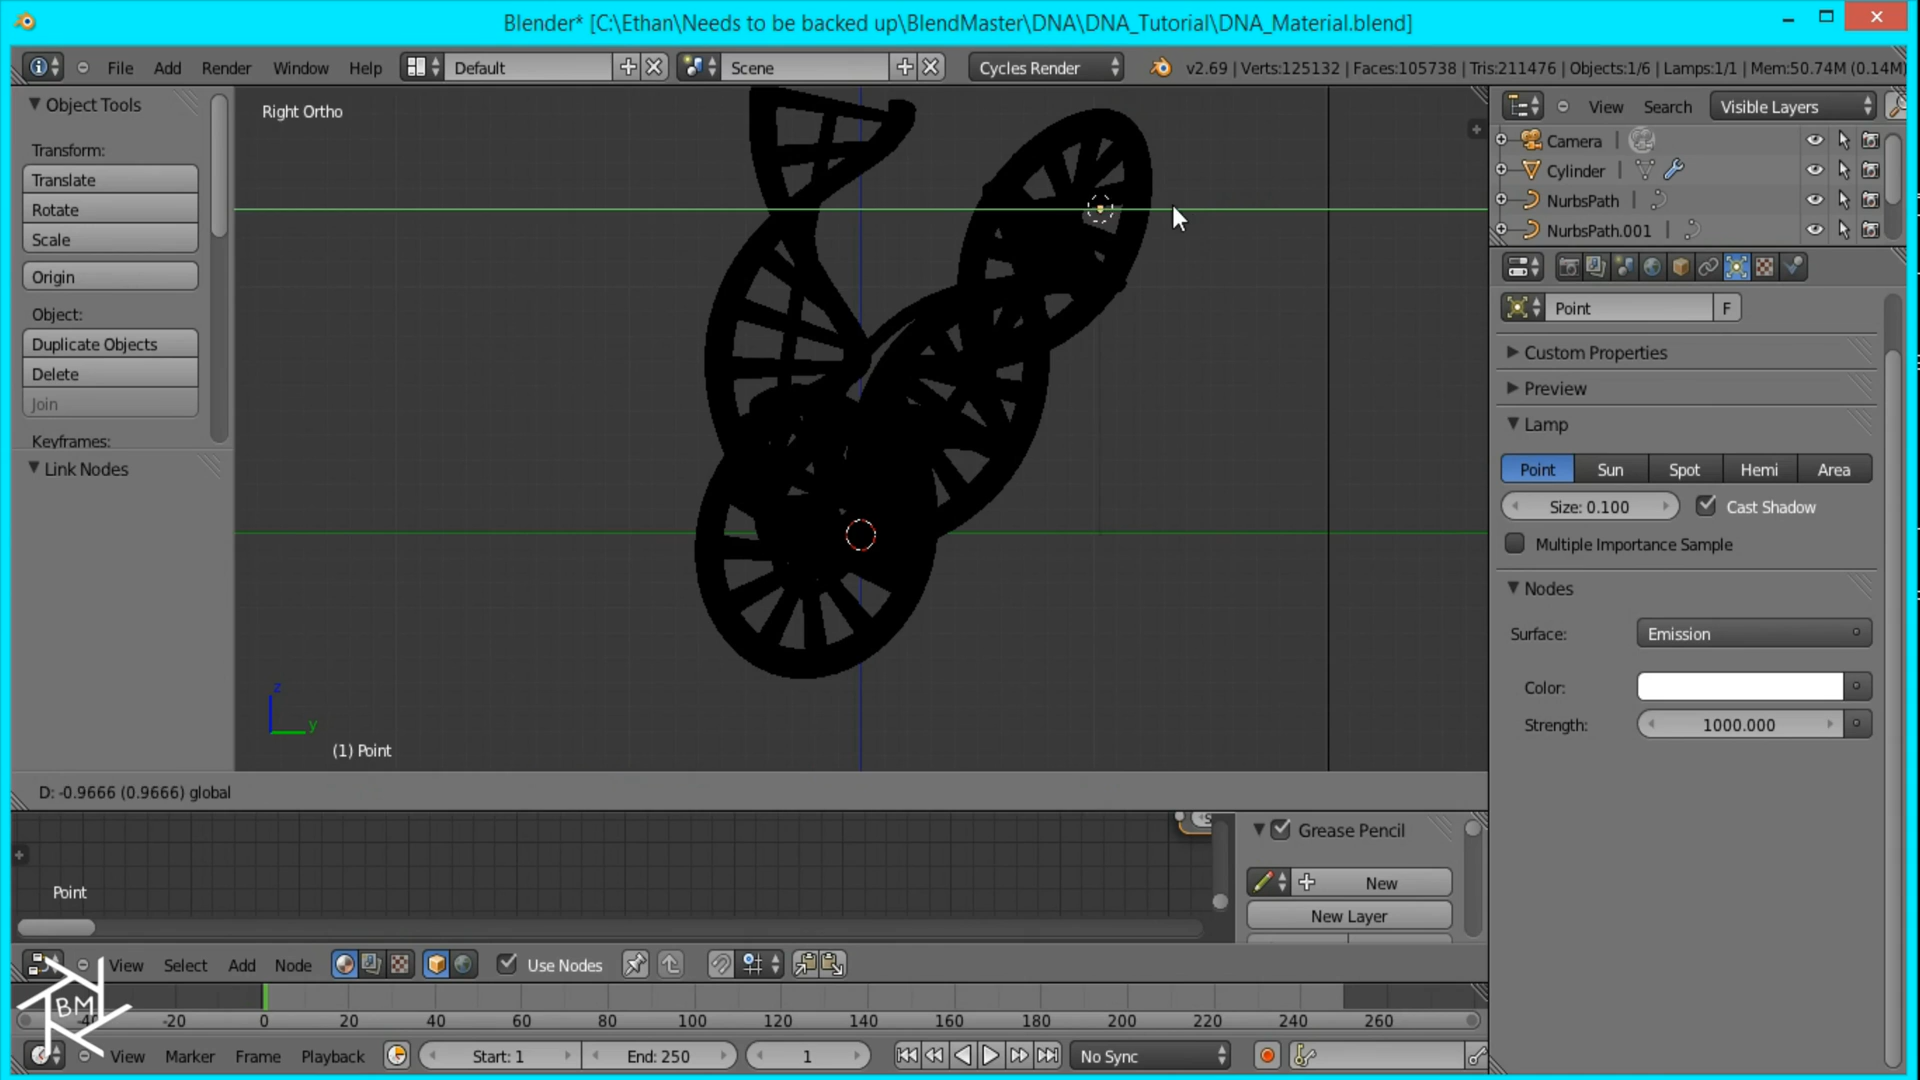 Blender* [C:\Ethan\Needs to be backed up\BlendMaster\DNA\DNA_Tutorial\DNA_Material.blend]
File Add Render Window Help Default Scene Cycles Render v2.69 | Verts:125132 | Faces:105738 | Tris:211476 | Objects:1/6 | Lamps:1/1 | Mem:50.74M (0.14M)
Object Tools
Transform:
Translate
Rotate
Scale
Origin
Object:
Duplicate Objects
Delete
Join
Keyframes:
Link Nodes
Right Ortho
z
y
(1) Point
D: -0.9666 (0.9666) global
View Search Visible Layers
Camera
Cylinder
NurbsPath
NurbsPath.001
Point F
Custom Properties
Preview
Lamp
Point Sun Spot Hemi Area
Size: 0.100 Cast Shadow
Multiple Importance Sample
Nodes
Surface: Emission
Color:
Strength: 1000.000
Point
Grease Pencil
New
New Layer
View Select Add Node Use Nodes
BM
-40 -20 0 20 40 60 80 100 120 140 160 180 200 220 240 260
View Marker Frame Playback Start: 1 End: 250 1 No Sync